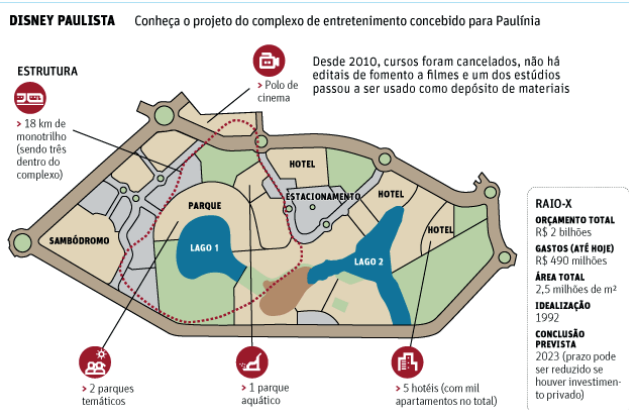 DISNEY PAULISTA Conheça o projeto do complexo de entretenimento concebido para Paulínia
Desde 2010, cursos foram cancelados, não há
editais de fomento a filmes e um dos estúdios
passou a ser usado como depósito de materiais
ESTRUTURA
> Polo de
cinema
> 18 km de
monotrilho
(sendo três
dentro do
complexo)
HOTEL
ESTACIONAMENTO
HOTEL
PARQUE
HOTEL
SAMBÓDROMO
LAGO 1
LAGO 2
RAIO-X
ORÇAMENTO TOTAL
R$ 2 bilhões
GASTOS (ATÉ HOJE)
R$ 490 milhões
ÁREA TOTAL
2,5 milhões de m²
IDEALIZAÇÃO
1992
CONCLUSÃO
PREVISTA
2023 (prazo pode
ser reduzido se
houver investimen-
to privado)
> 2 parques
temáticos
> 1 parque
aquático
> 5 hotéis (com mil
apartamentos no total)